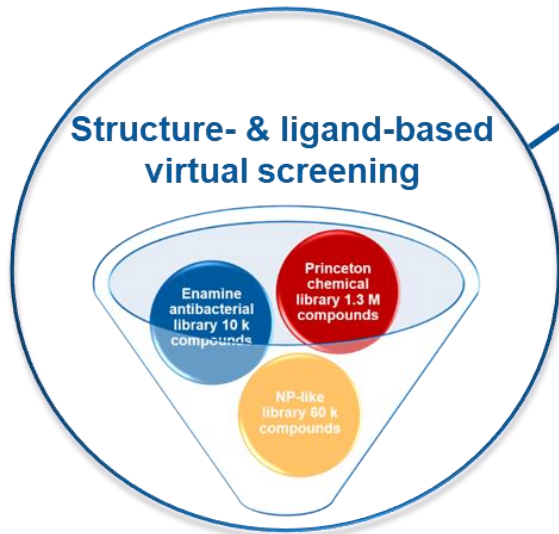 Structure- & ligand-based
virtual screening
Princeton
chemical
library 1.3 M
compounds
Enamine
antibacterial
library 10 k
compounds
NP-like
library 60 k
compounds